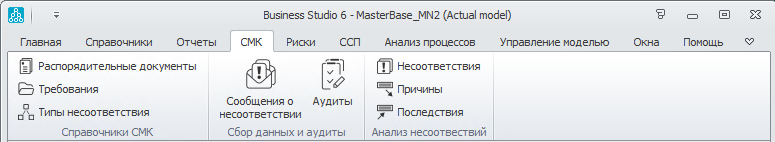 Business Studio 6 - MasterBase_MN2 (Actual model)
Главная Справочники Отчеты СМК Риски ССП Анализ процессов Управление моделью Окна Помощь
Распорядительные документы
Требования
Типы несоответствия
Справочники СМК
Сообщения о
несоответствии
Аудиты
Сбор данных и аудиты
Несоответствия
Причины
Последствия
Анализ несоотвествий